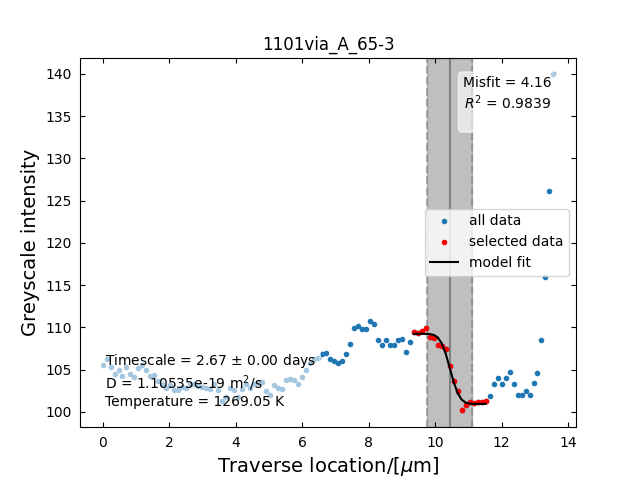 1101via_A_65-3
Misfit = 4.16
R² = 0.9839
all data
selected data
model fit
Timescale = 2.67 ± 0.00 days
D = 1.10535e-19 m²/s
Temperature = 1269.05 K
Greyscale intensity
140
135
130
125
120
115
110
105
100
0 2 4 6 8 10 12 14
Traverse location/[μm]